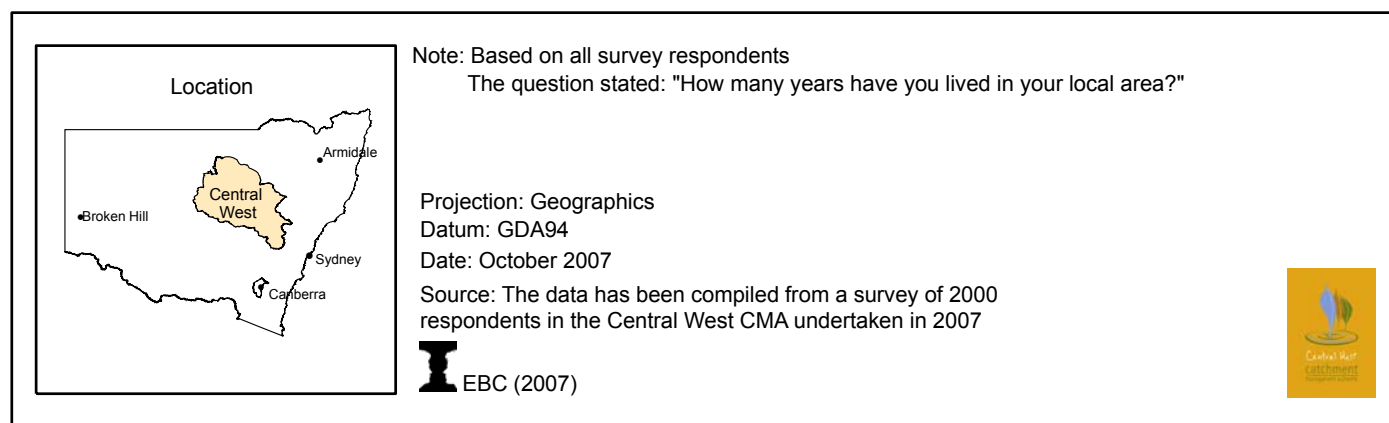 Location
Armidale
Central
West
Broken Hill
Sydney
Canberra
Note: Based on all survey respondents
The question stated: "How many years have you lived in your local area?"
Projection: Geographics
Datum: GDA94
Date: October 2007
Source: The data has been compiled from a survey of 2000
respondents in the Central West CMA undertaken in 2007
EBC (2007)
Central West
catchment